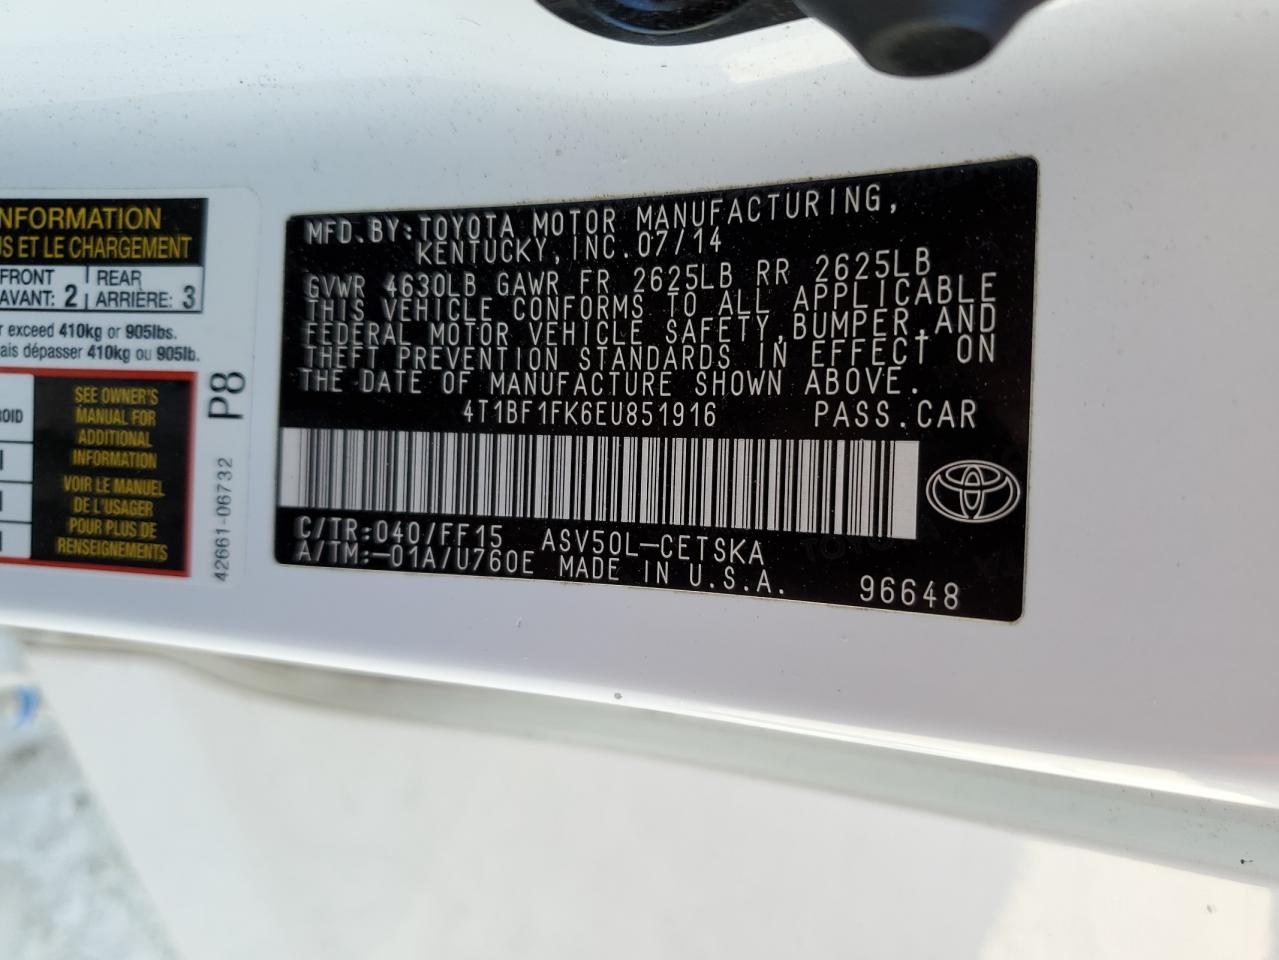 NFORMATION
US ET LE CHARGEMENT
FRONT REAR
AVANT: 2 ARRIÈRE: 3
r exceed 410kg or 905lbs.
ais dépasser 410kg ou 905lb.
OID
SEE OWNER'S
MANUAL FOR
ADDITIONAL
INFORMATION
VOIR LE MANUEL
DE L'USAGER
POUR PLUS DE
RENSEIGNEMENTS
P8
42661-06732
MFD.BY:TOYOTA MOTOR MANUFACTURING,
KENTUCKY, INC.07/14
GVWR 4630LB GAWR FR 2625LB RR 2625LB
THIS VEHICLE CONFORMS TO ALL APPLICABLE
FEDERAL MOTOR VEHICLE SAFETY,BUMPER,AND
THEFT PREVENTION STANDARDS IN EFFECT ON
THE DATE OF MANUFACTURE SHOWN ABOVE.
4T1BF1FK6EU851916 PASS.CAR
C/TR:040/FF15 ASV50L-CETSKA
A/TM:-01A/U760E MADE IN U.S.A. 96648